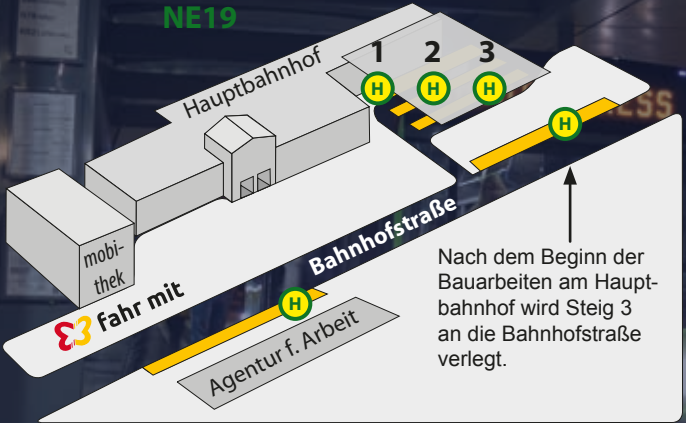 NE19
Hauptbahnhof
1 2 3
H H H
H
mobi-
thek
fahr mit
Bahnhofstraße
H
Agentur f. Arbeit
Nach dem Beginn der
Bauarbeiten am Haupt-
bahnhof wird Steig 3
an die Bahnhofstraße
verlegt.